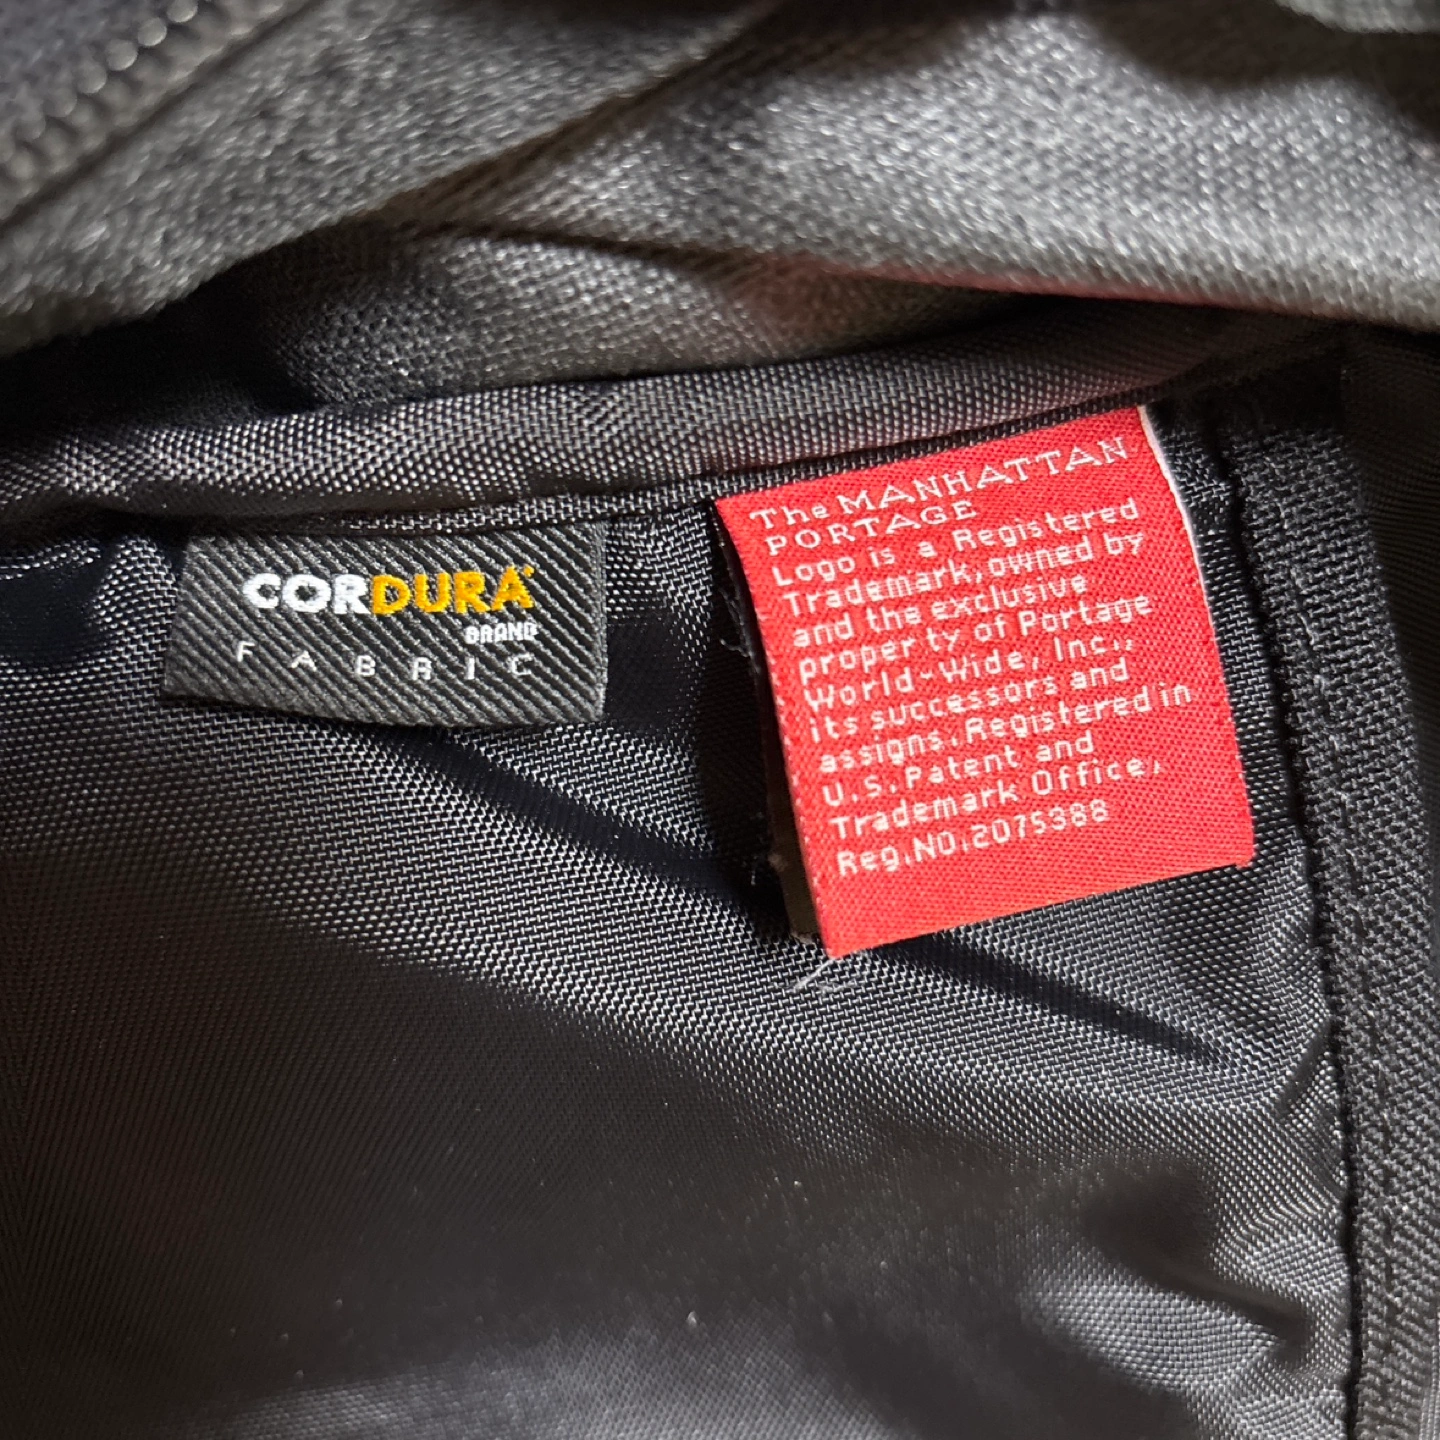 CORDURA®
BRAND
FABRIC
The MANHATTAN
PORTAGE
Logo is a Registered
Trademark, owned by
and the exclusive
property of Portage
World-Wide, Inc.,
its successors and
assigns. Registered in
U.S. Patent and
Trademark Office,
Reg.NO.2075388